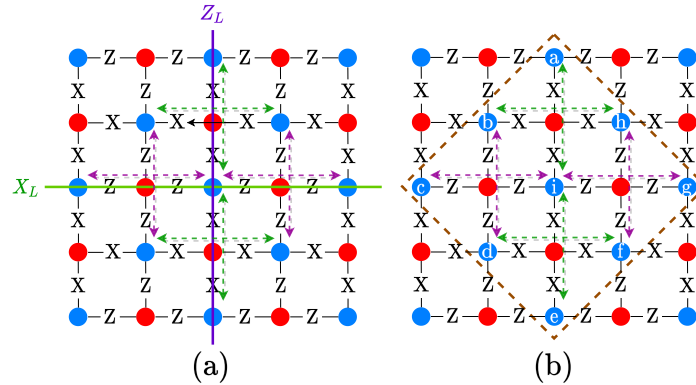 Z_L
Z Z Z Z
X Z X Z X
X X X X
X Z X Z X
X_L Z Z Z Z
X Z X Z X
X X X X
X Z X Z X
Z Z Z Z
(a)
Z Z a Z Z
X Z X Z X
X b X X h X
X Z X Z X
c Z Z i Z Z g
X Z X Z X
X d X X f X
X Z X Z X
Z Z e Z Z
(b)